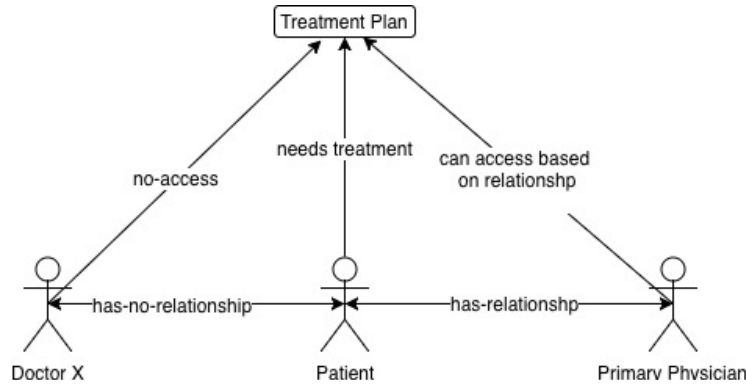 Treatment Plan
needs treatment
no-access
can access based
on relationshp
has-no-relationship
has-relationshp
Doctor X
Patient
Primary Physician